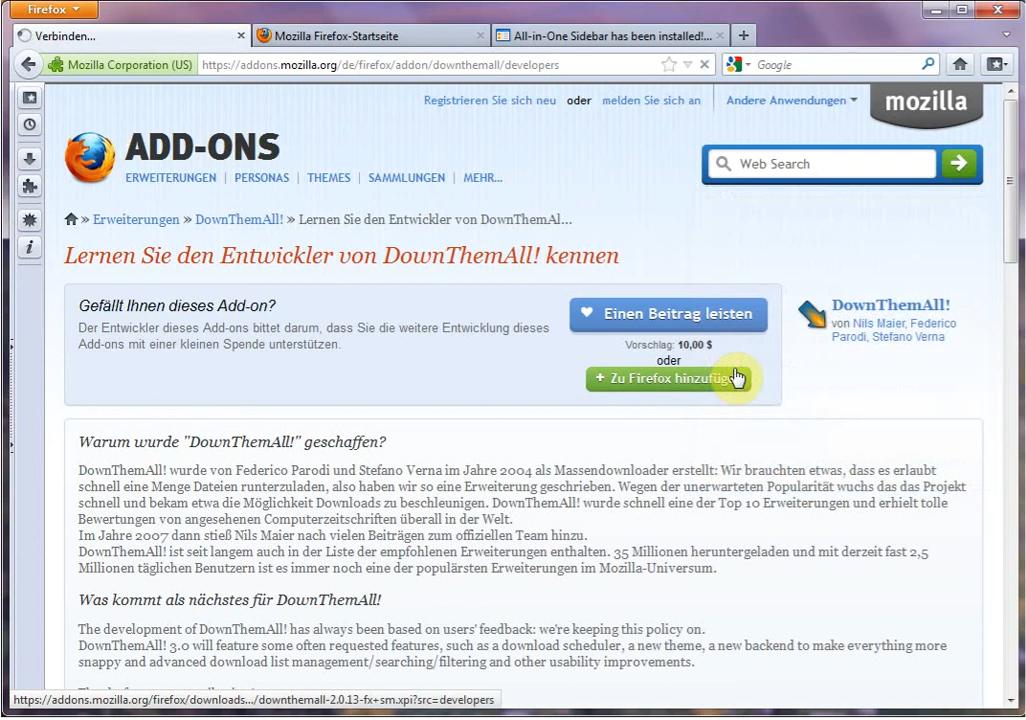 Firefox
Verbinden...
Mozilla Firefox-Startseite
All-in-One Sidebar has been installed!...
Mozilla Corporation (US)
https://addons.mozilla.org/de/firefox/addon/downthemall/developers
Google
Registrieren Sie sich neu oder melden Sie sich an
Andere Anwendungen
mozilla
ADD-ONS
ERWEITERUNGEN | PERSONAS | THEMES | SAMMLUNGEN | MEHR...
Web Search
» Erweiterungen » DownThemAll! » Lernen Sie den Entwickler von DownThemAl...
Lernen Sie den Entwickler von DownThemAll! kennen
Gefällt Ihnen dieses Add-on?
Der Entwickler dieses Add-ons bittet darum, dass Sie die weitere Entwicklung dieses
Add-ons mit einer kleinen Spende unterstützen.
Einen Beitrag leisten
Vorschlag: 10,00 $
oder
+ Zu Firefox hinzufüg
DownThemAll!
von Nils Maier, Federico
Parodi, Stefano Verna
Warum wurde "DownThemAll!" geschaffen?
DownThemAll! wurde von Federico Parodi und Stefano Verna im Jahre 2004 als Massendownloader erstellt: Wir brauchten etwas, dass es erlaubt
schnell eine Menge Dateien runterzuladen, also haben wir so eine Erweiterung geschrieben. Wegen der unerwarteten Popularität wuchs das das Projekt
schnell und bekam etwa die Möglichkeit Downloads zu beschleunigen. DownThemAll! wurde schnell eine der Top 10 Erweiterungen und erhielt tolle
Bewertungen von angesehenen Computerzeitschriften überall in der Welt.
Im Jahre 2007 dann stieß Nils Maier nach vielen Beiträgen zum offiziellen Team hinzu.
DownThemAll! ist seit langem auch in der Liste der empfohlenen Erweiterungen enthalten. 35 Millionen heruntergeladen und mit derzeit fast 2,5
Millionen täglichen Benutzern ist es immer noch eine der populärsten Erweiterungen im Mozilla-Universum.
Was kommt als nächstes für DownThemAll!
The development of DownThemAll! has always been based on users' feedback: we're keeping this policy on.
DownThemAll! 3.0 will feature some often requested features, such as a download scheduler, a new theme, a new backend to make everything more
snappy and advanced download list management/searching/filtering and other usability improvements.
https://addons.mozilla.org/firefox/downloads.../downthemall-2.0.13-fx+sm.xpi?src=developers